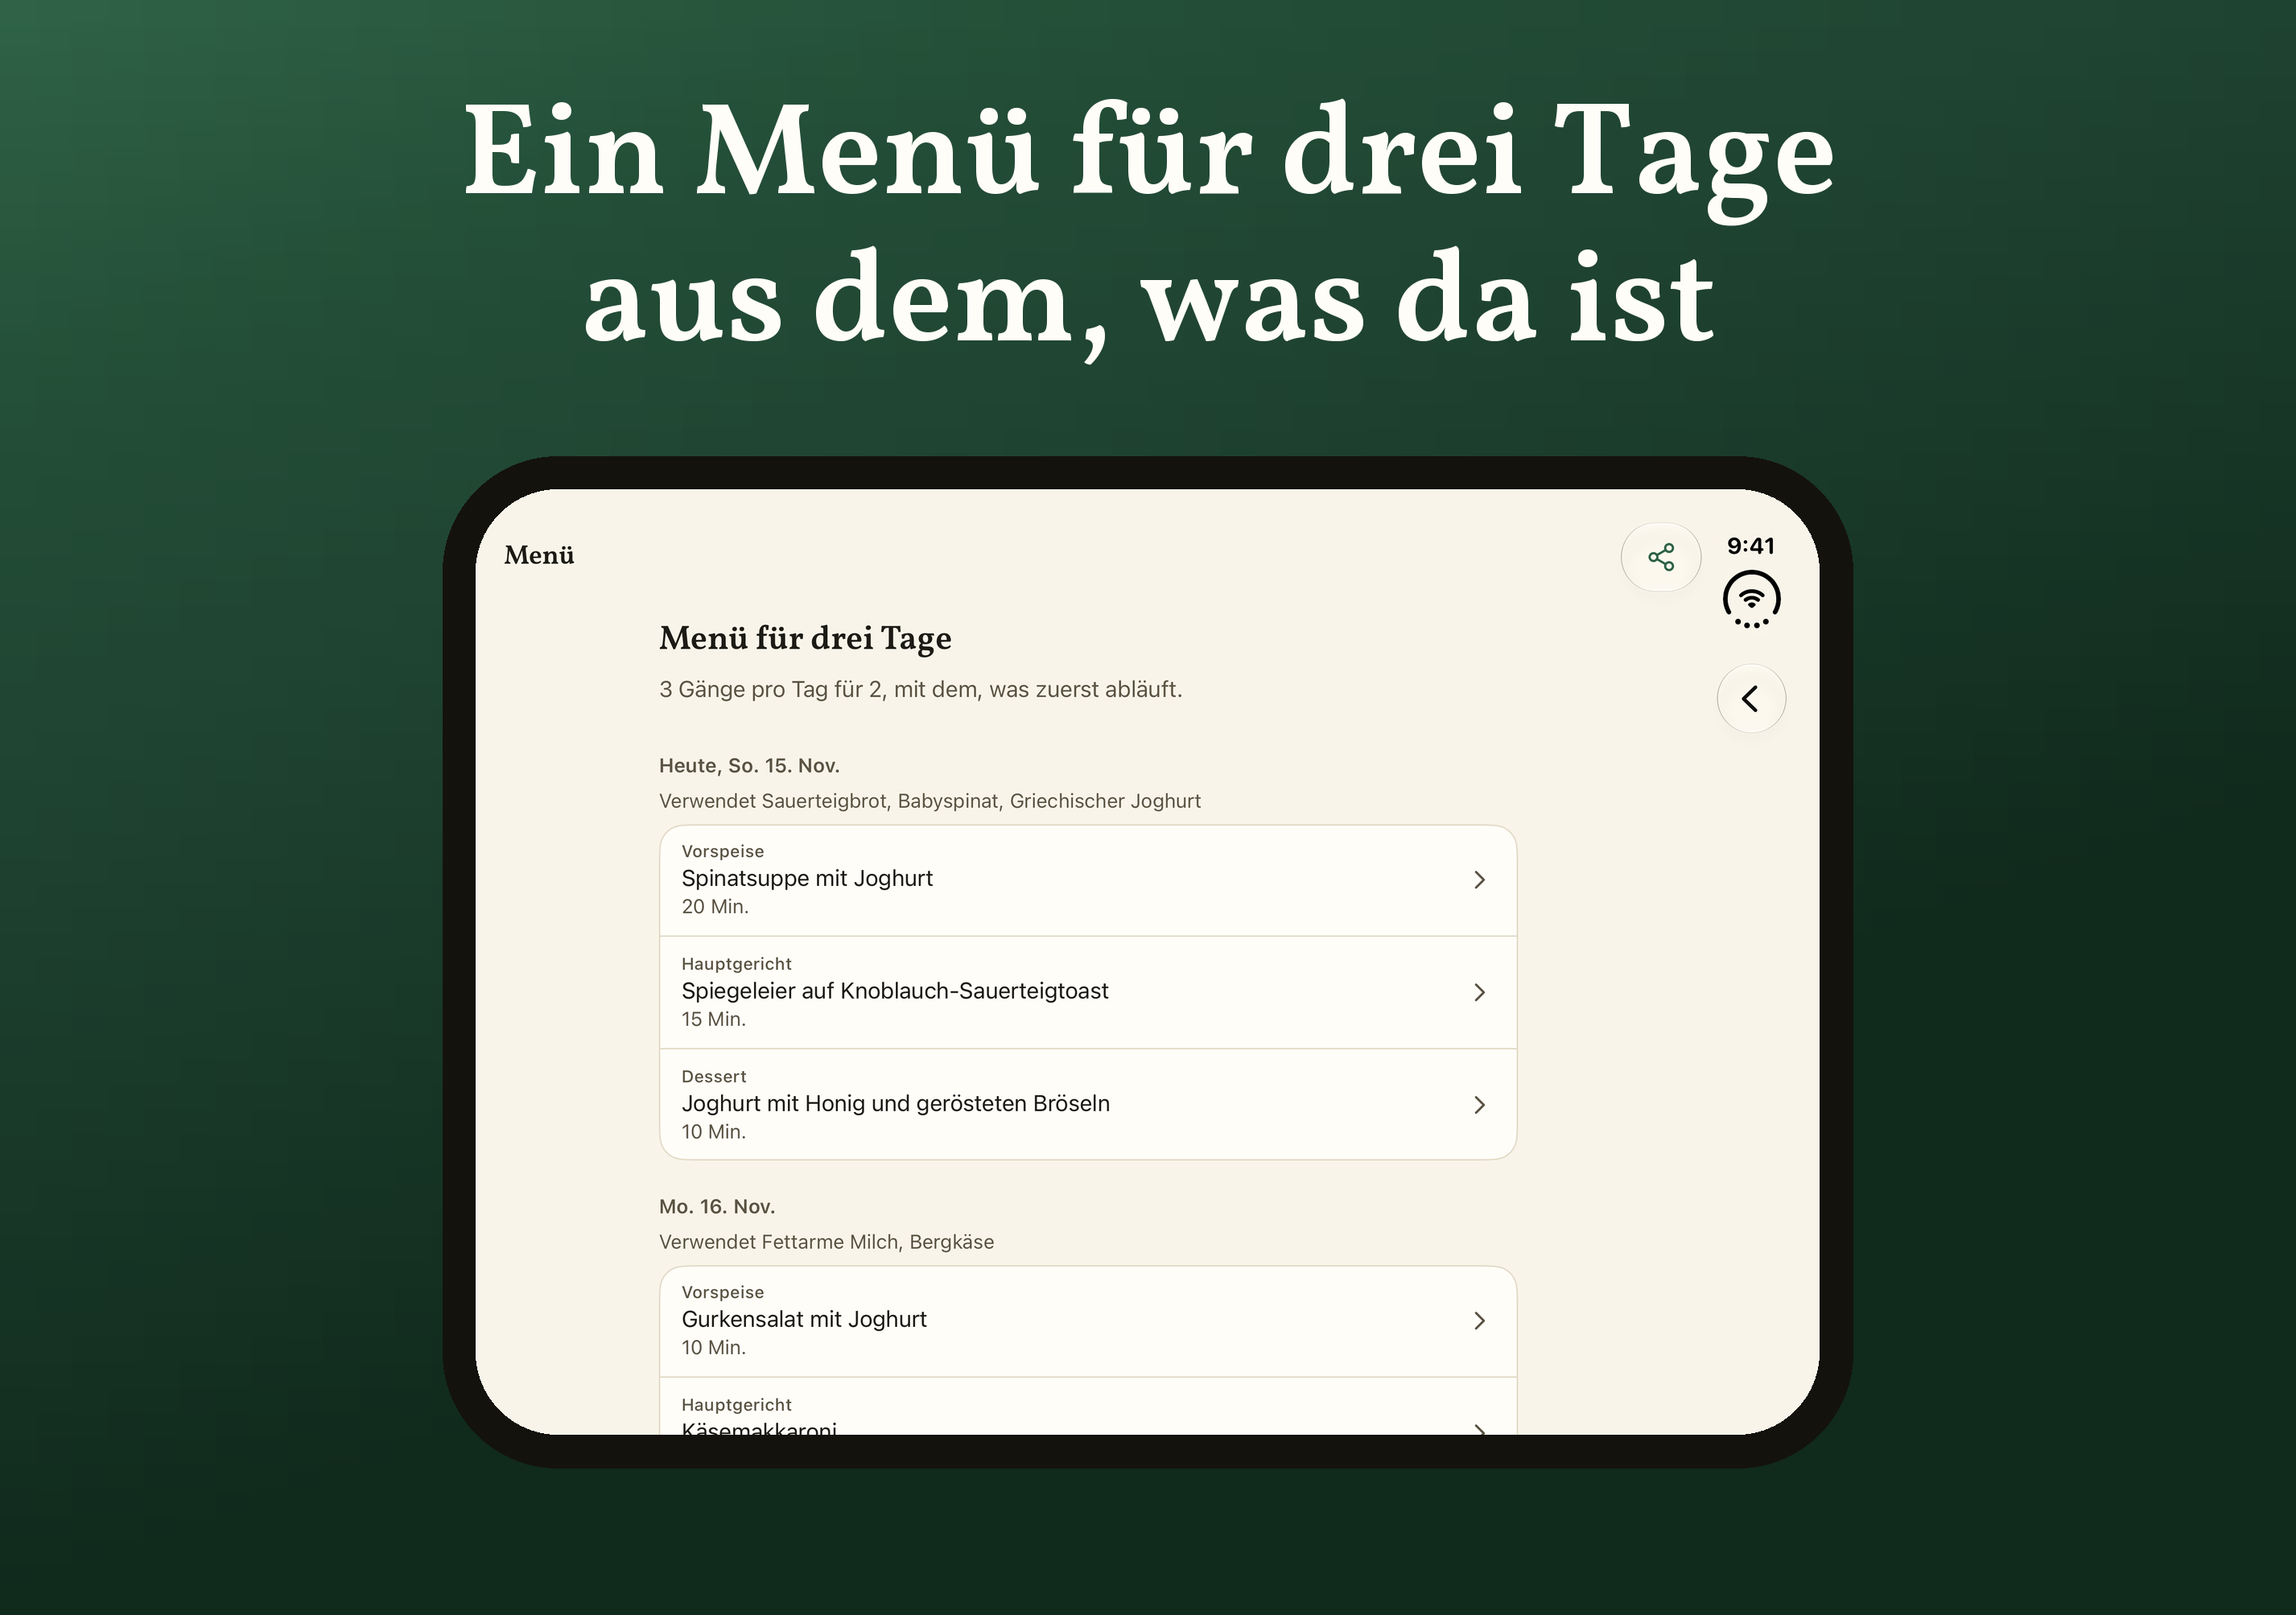 Ein Menü für drei Tage
aus dem, was da ist
Menü
9:41
Menü für drei Tage
3 Gänge pro Tag für 2, mit dem, was zuerst abläuft.
Heute, So. 15. Nov.
Verwendet Sauerteigbrot, Babyspinat, Griechischer Joghurt
Vorspeise
Spinatsuppe mit Joghurt
20 Min.
Hauptgericht
Spiegeleier auf Knoblauch-Sauerteigtoast
15 Min.
Dessert
Joghurt mit Honig und gerösteten Bröseln
10 Min.
Mo. 16. Nov.
Verwendet Fettarme Milch, Bergkäse
Vorspeise
Gurkensalat mit Joghurt
10 Min.
Hauptgericht
Käsemakkaroni